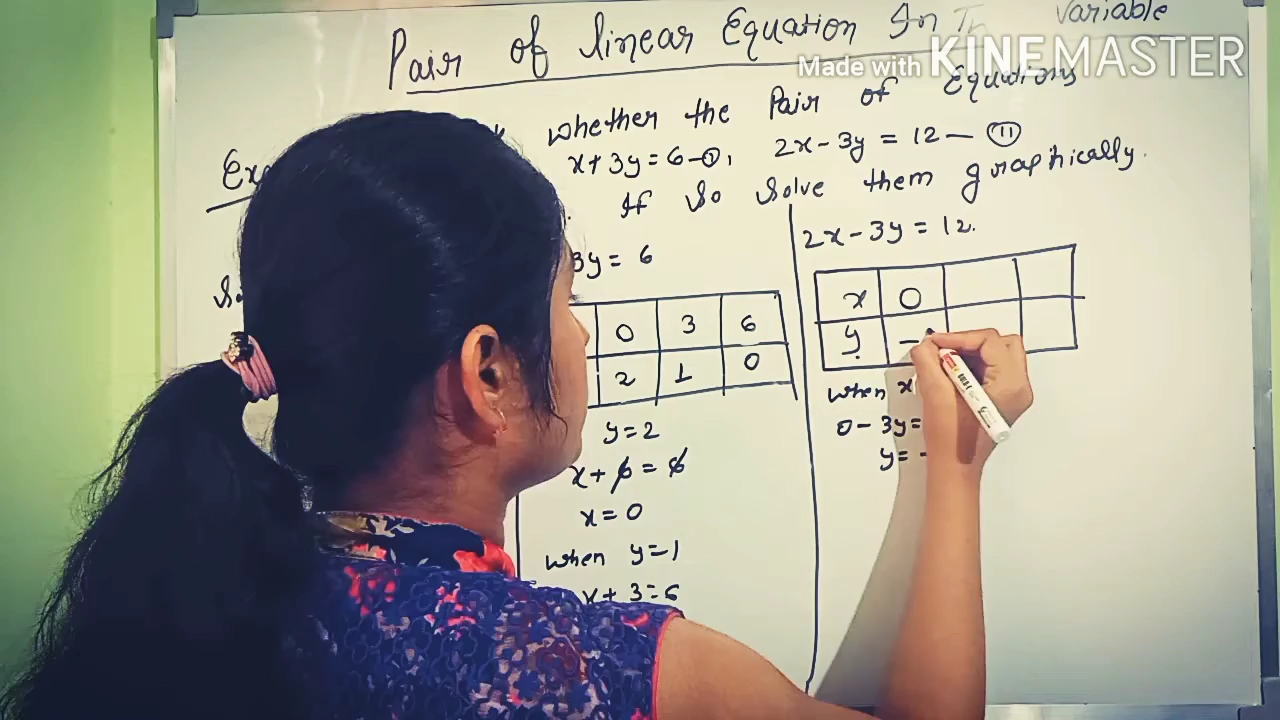 Pair of linear Equation In Variable
Made with KINEMASTER
whether the Pair of Equations
x + 3y = 6 - ①, 2x - 3y = 12 - ⑪
If so solve them graphically.
3y = 6
0 3 6
2 1 0
y = 2
x + 6 = 6
x = 0
when y = 1
x + 3 = 6
2x - 3y = 12.
x 0
y -
when x
0 - 3y =
y = -